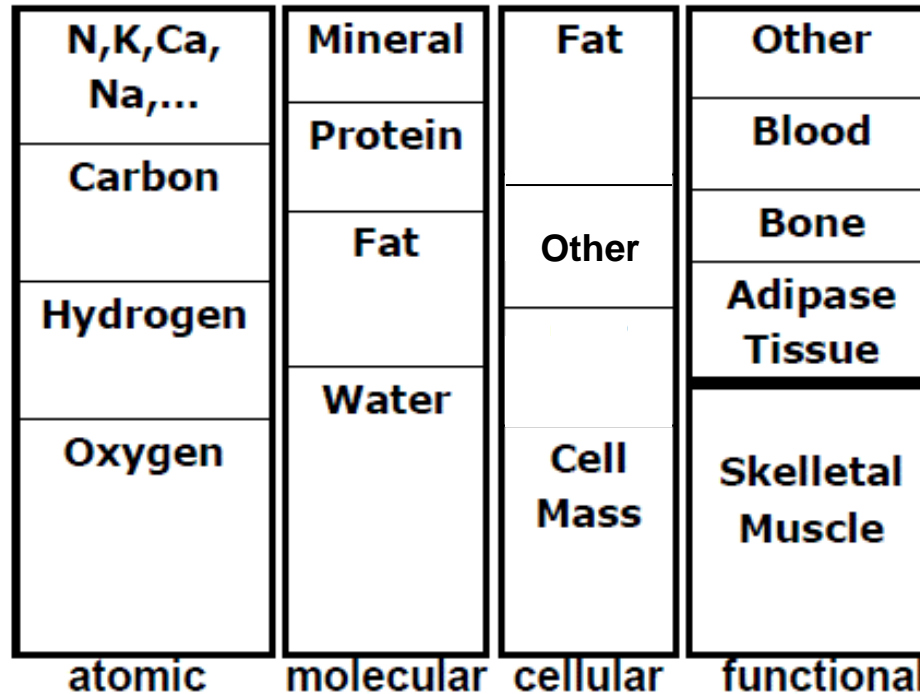 N,K,Ca,
Na,...
Carbon
Hydrogen
Oxygen
atomic
Mineral
Protein
Fat
Water
molecular
Fat
Other
Cell
Mass
cellular
Other
Blood
Bone
Adipase
Tissue
Skelletal
Muscle
functional